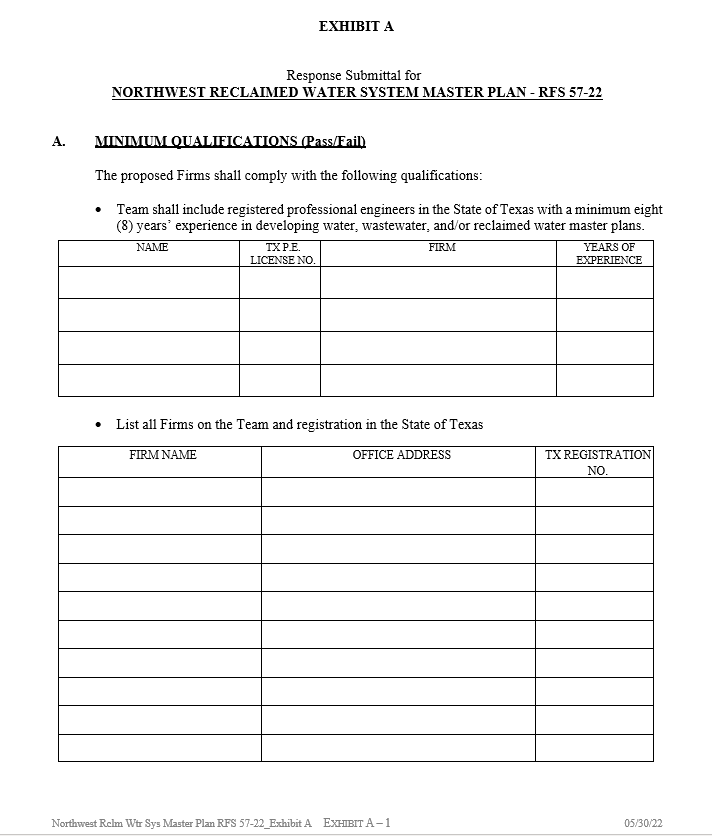 EXHIBIT A
Response Submittal for
NORTHWEST RECLAIMED WATER SYSTEM MASTER PLAN - RFS 57-22
A. MINIMUM QUALIFICATIONS (Pass/Fail)
The proposed Firms shall comply with the following qualifications:
• Team shall include registered professional engineers in the State of Texas with a minimum eight
(8) years’ experience in developing water, wastewater, and/or reclaimed water master plans.
NAME TX P.E. FIRM YEARS OF
LICENSE NO. EXPERIENCE
• List all Firms on the Team and registration in the State of Texas
FIRM NAME OFFICE ADDRESS TX REGISTRATION
NO.
Northwest Rclm Wtr Sys Master Plan RFS 57-22_Exhibit A EXHIBIT A – 1 05/30/22